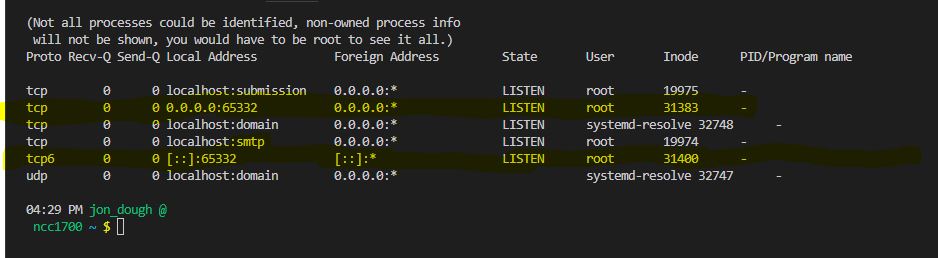 (Not all processes could be identified, non-owned process info
will not be shown, you would have to be root to see it all.)
Proto Recv-Q Send-Q Local Address Foreign Address State User Inode PID/Program name
tcp 0 0 localhost:submission 0.0.0.0:* LISTEN root 19975 -
tcp 0 0 0.0.0.0:65332 0.0.0.0:* LISTEN root 31383 -
tcp 0 0 localhost:domain 0.0.0.0:* LISTEN systemd-resolve 32748 -
tcp 0 0 localhost:smtp 0.0.0.0:* LISTEN root 19974 -
tcp6 0 0 [::]:65332 [::]:* LISTEN root 31400 -
udp 0 0 localhost:domain 0.0.0.0:* systemd-resolve 32747 -
04:29 PM jon_dough @
ncc1700 ~ $